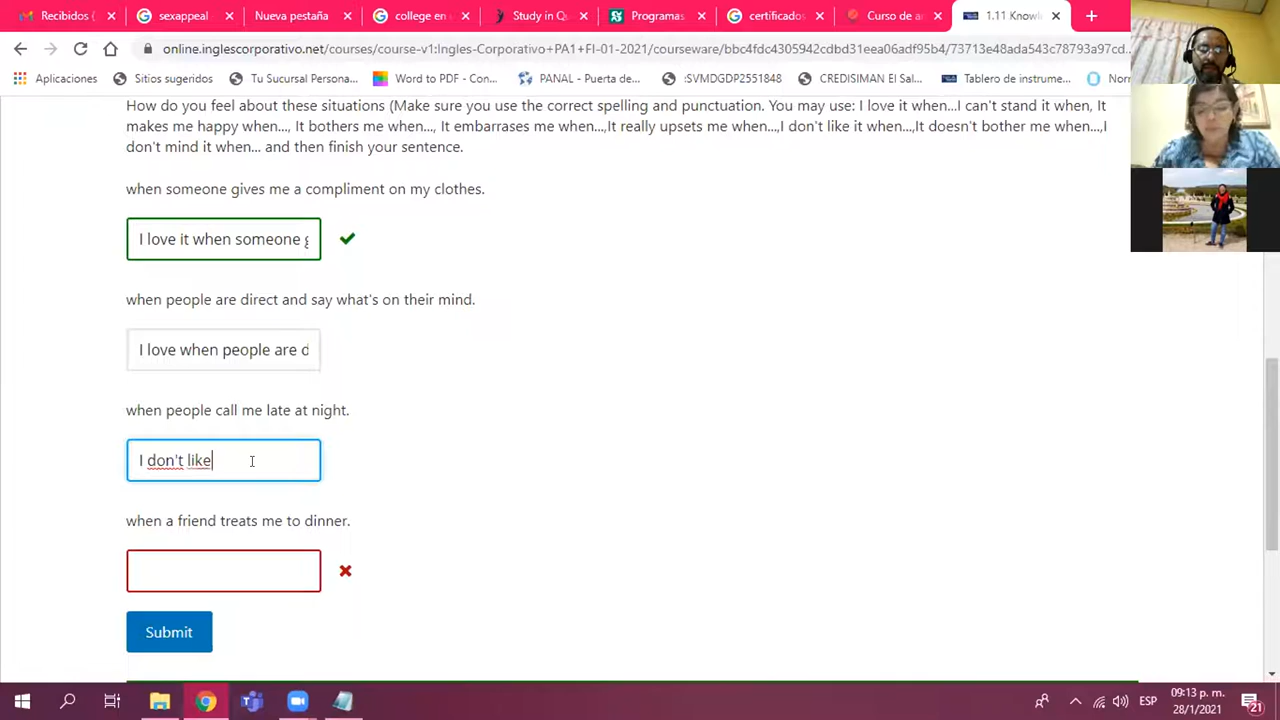 Recibidos (
sexappeal
Nueva pestaña
college en
Study in Qu
Programas
certificados
Curso de a
1.11 Knowl
online.inglescorporativo.net/courses/course-v1:Ingles-Corporativo+PA1+FI-01-2021/courseware/bbc4fdc4305942cdbd31eea06adf95b4/73713e48ada543c78793a97cd...
Aplicaciones
Sitios sugeridos
Tu Sucursal Persona...
Word to PDF - Con...
PANAL - Puerta de...
:SVMDODP2551848
CREDISIMAN El Sal...
Tablero de instrume...
Nor
How do you feel about these situations (Make sure you use the correct spelling and punctuation. You may use: I love it when...I can't stand it when, It
makes me happy when..., It bothers me when..., It embarrases me when...,It really upsets me when...,I don't like it when...,It doesn't bother me when...,I
don't mind it when... and then finish your sentence.
when someone gives me a compliment on my clothes.
I love it when someone g
when people are direct and say what's on their mind.
I love when people are d
when people call me late at night.
I don't like
when a friend treats me to dinner.
Submit
ESP
09:13 p. m.
28/1/2021
21